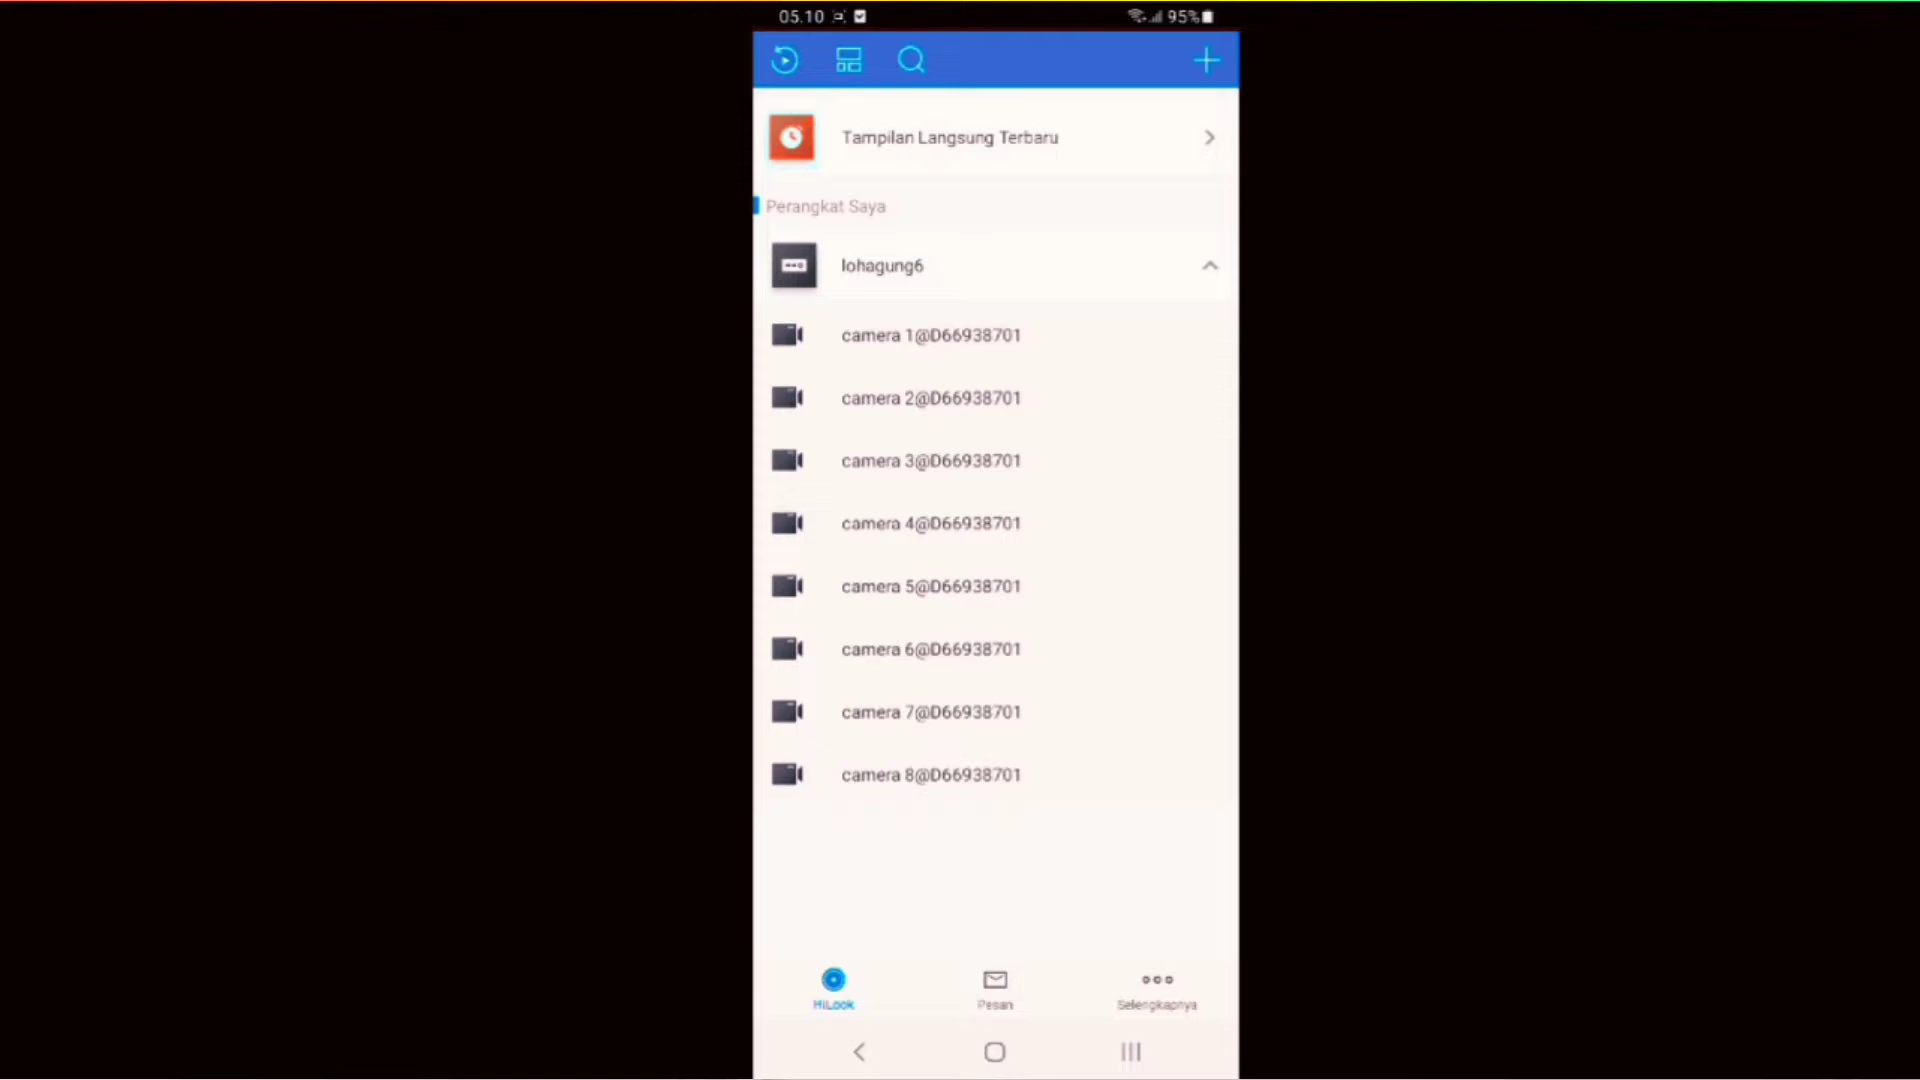 05.10
95%
Tampilan Langsung Terbaru
Perangkat Saya
lohagung6
camera 1@D66938701
camera 2@D66938701
camera 3@D66938701
camera 4@D66938701
camera 5@D66938701
camera 6@D66938701
camera 7@D66938701
camera 8@D66938701
HiLook
Pesan
Selengkapnya